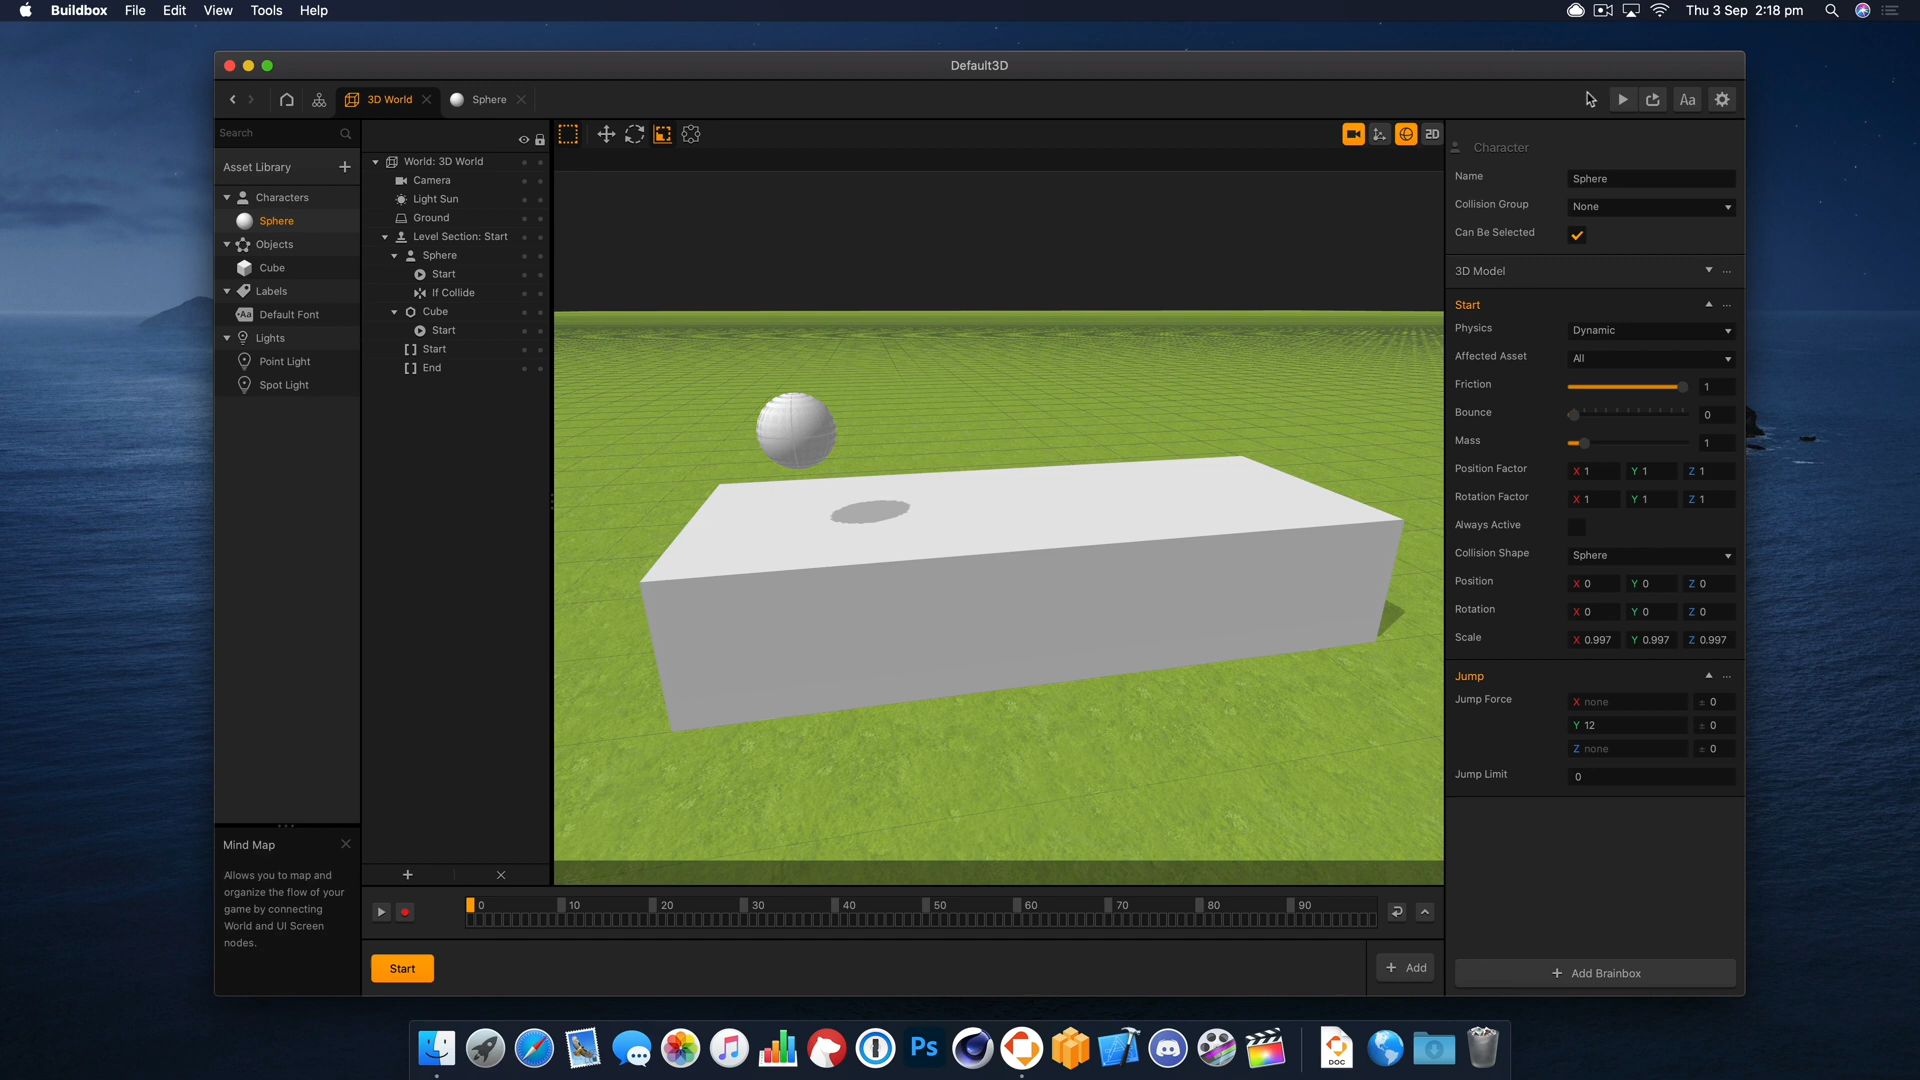 Buildbox File Edit View Tools Help
Thu 3 Sep 2:18 pm
Default3D
3D World
Sphere
Aa
Search
Asset Library
Characters
Sphere
Objects
Cube
Labels
Aa Default Font
Lights
Point Light
Spot Light
World: 3D World
Camera
Light Sun
Ground
Level Section: Start
Sphere
Start
If Collide
Cube
Start
Start
End
2D
Character
Name Sphere
Collision Group None
Can Be Selected
3D Model
Start
Physics Dynamic
Affected Asset All
Friction 1
Bounce 0
Mass 1
Position Factor X 1 Y 1 Z 1
Rotation Factor X 1 Y 1 Z 1
Always Active
Collision Shape Sphere
Position X 0 Y 0 Z 0
Rotation X 0 Y 0 Z 0
Scale X 0.997 Y 0.997 Z 0.997
Jump
Jump Force X none ± 0
Y 12 ± 0
Z none ± 0
Jump Limit 0
+ Add Brainbox
Mind Map
Allows you to map and
organize the flow of your
game by connecting
World and UI Screen
nodes.
0 10 20 30 40 50 60 70 80 90
Start
+ Add
Ps
DOC